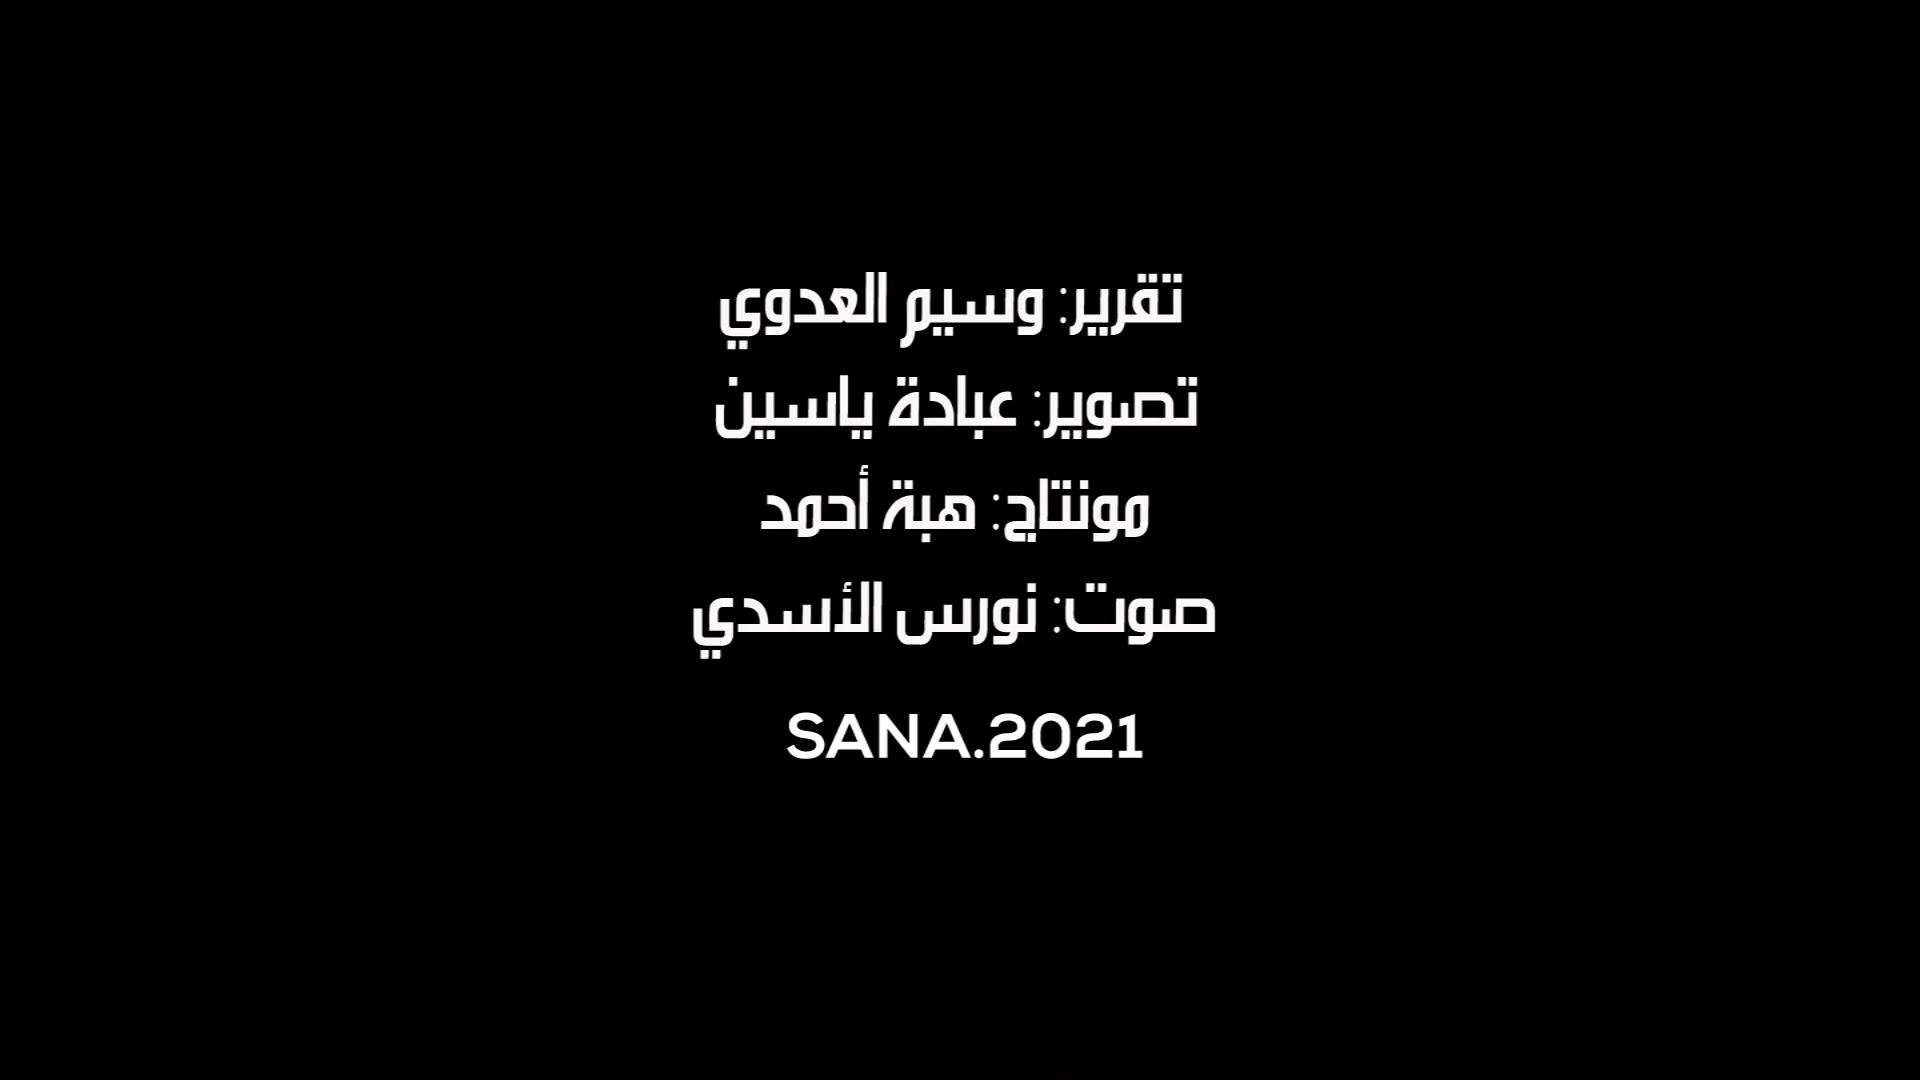 تقرير: وسيم العدوي
تصوير: عبادة ياسين
مونتاج: هبة أحمد
صوت: نورس الأسدي
SANA.2021